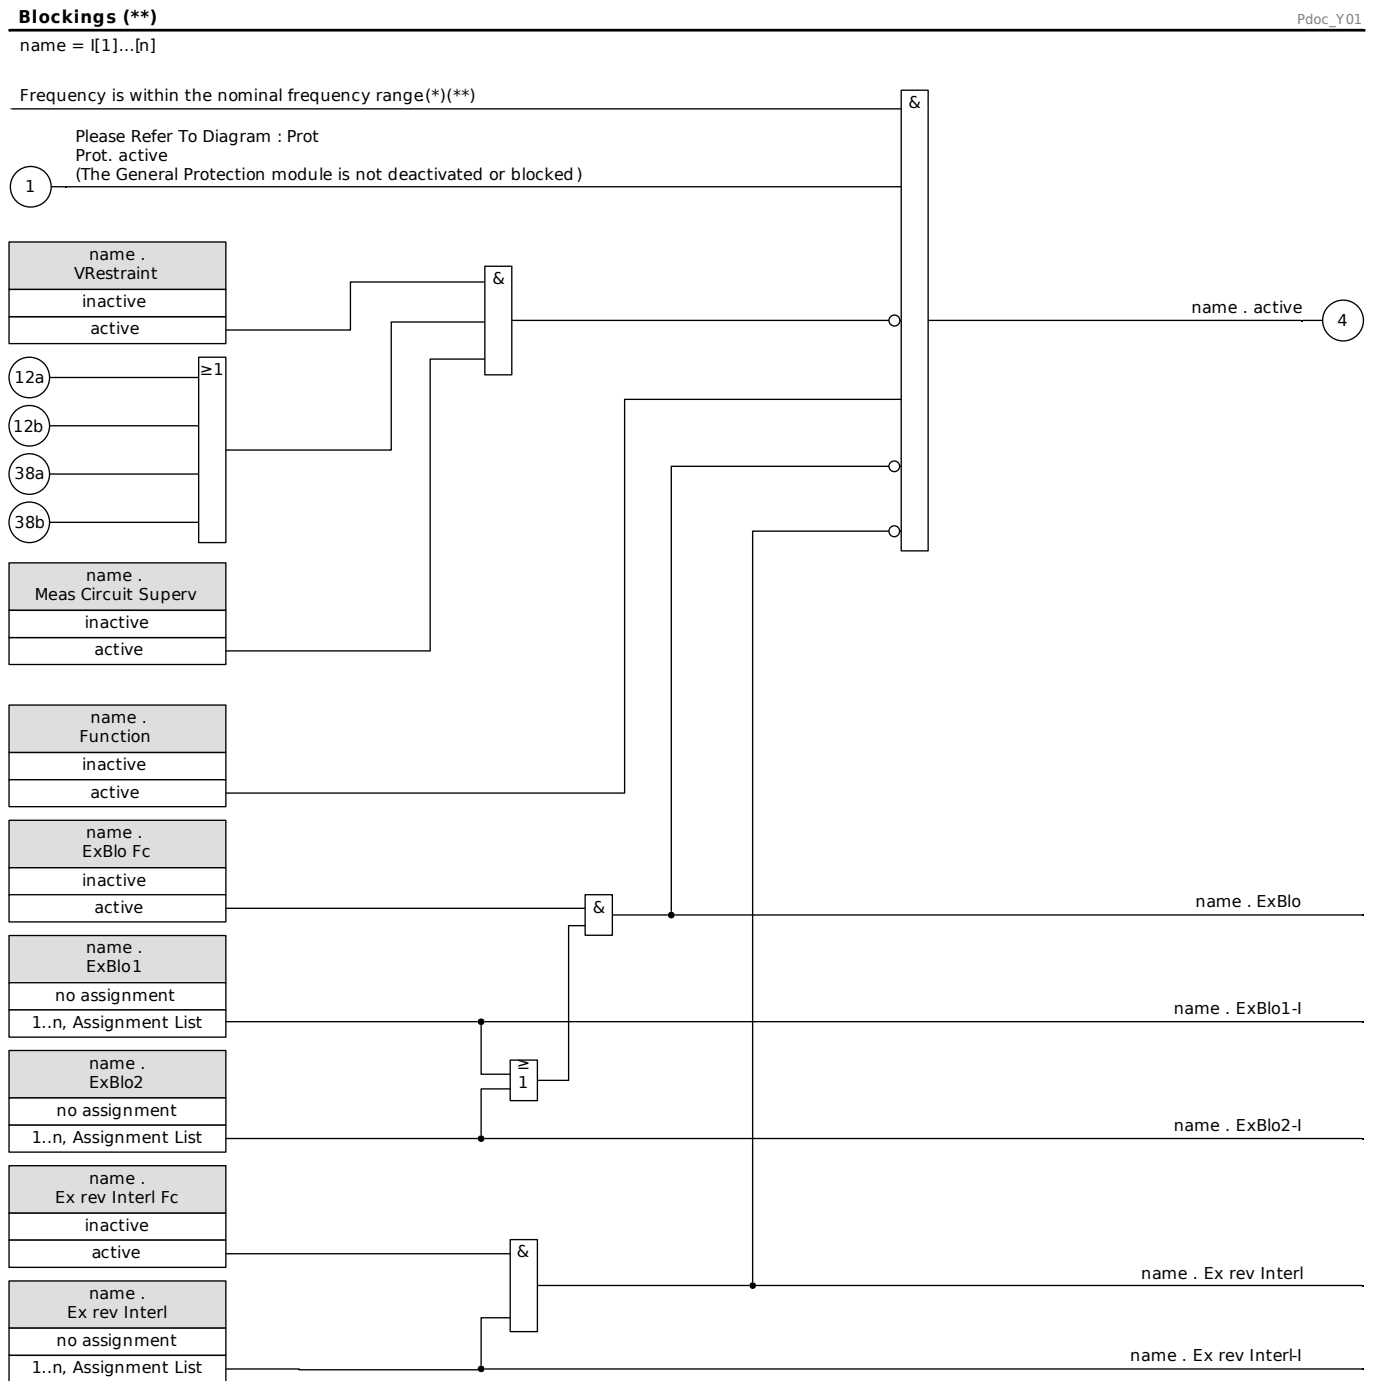 Blockings (**)
Pdoc_Y01
name = I[1]...[n]
Frequency is within the nominal frequency range(*)(**)
&
Please Refer To Diagram : Prot
Prot. active
(The General Protection module is not deactivated or blocked)
1
name .
VRestraint
inactive
active
&
name . active
4
12a
≥1
12b
38a
38b
name .
Meas Circuit Superv
inactive
active
name .
Function
inactive
active
name .
ExBlo Fc
inactive
active
&
name . ExBlo
name .
ExBlo1
no assignment
1..n, Assignment List
name . ExBlo1-I
name .
ExBlo2
no assignment
1..n, Assignment List
≥
1
name . ExBlo2-I
name .
Ex rev Interl Fc
inactive
active
&
name . Ex rev Interl
name .
Ex rev Interl
no assignment
1..n, Assignment List
name . Ex rev Interl-I